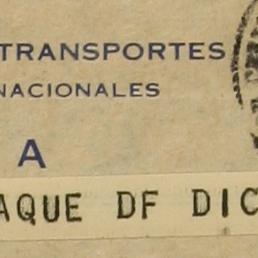 TRANSPORTES
NACIONALES
A
AQUE DF DIC